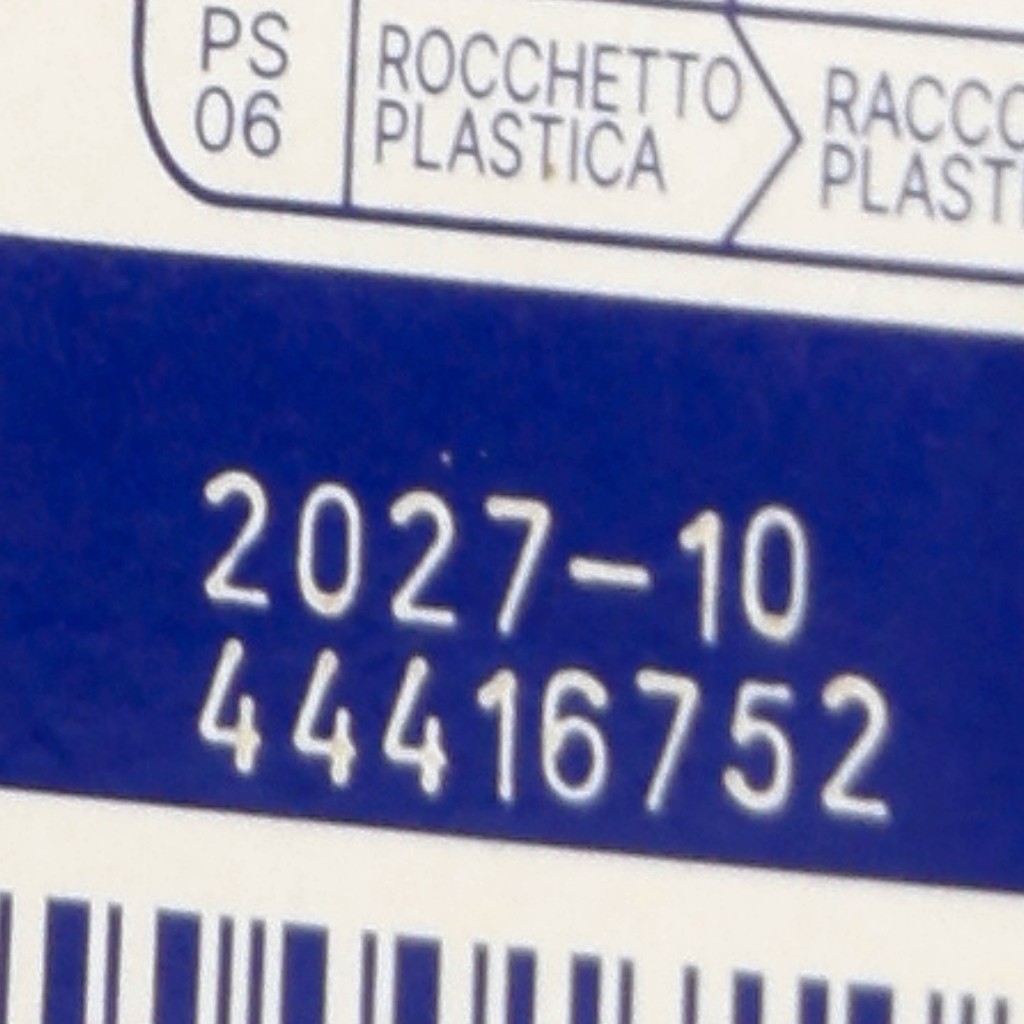 PS
06
ROCCHETTO
PLASTICA
2027-10
44416752